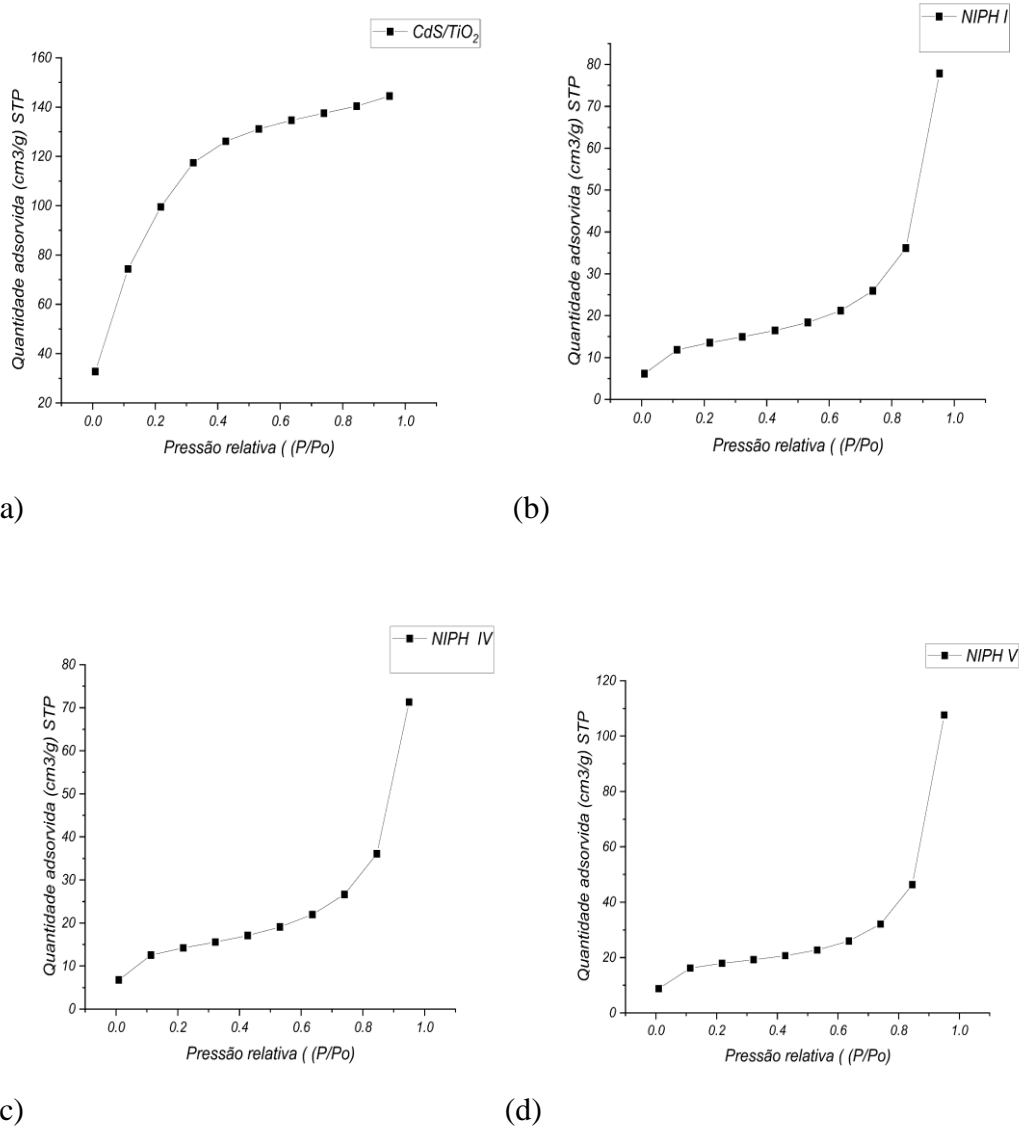 CdS/TiO2
160
140
120
100
80
60
40
20
Quantidade adsorvida (cm3/g) STP
0.0 0.2 0.4 0.6 0.8 1.0
Pressão relativa ( (P/Po)
a)
NIPH I
80
70
60
50
40
30
20
10
0
Quantidade adsorvida (cm3/g) STP
0.0 0.2 0.4 0.6 0.8 1.0
Pressão relativa ( (P/Po)
(b)
NIPH IV
80
70
60
50
40
30
20
10
0
Quantidade adsorvida (cm3/g) STP
0.0 0.2 0.4 0.6 0.8 1.0
Pressão relativa ( (P/Po)
c)
NIPH V
120
100
80
60
40
20
0
Quantidade adsorvida (cm3/g) STP
0.0 0.2 0.4 0.6 0.8 1.0
Pressão relativa ( (P/Po)
(d)